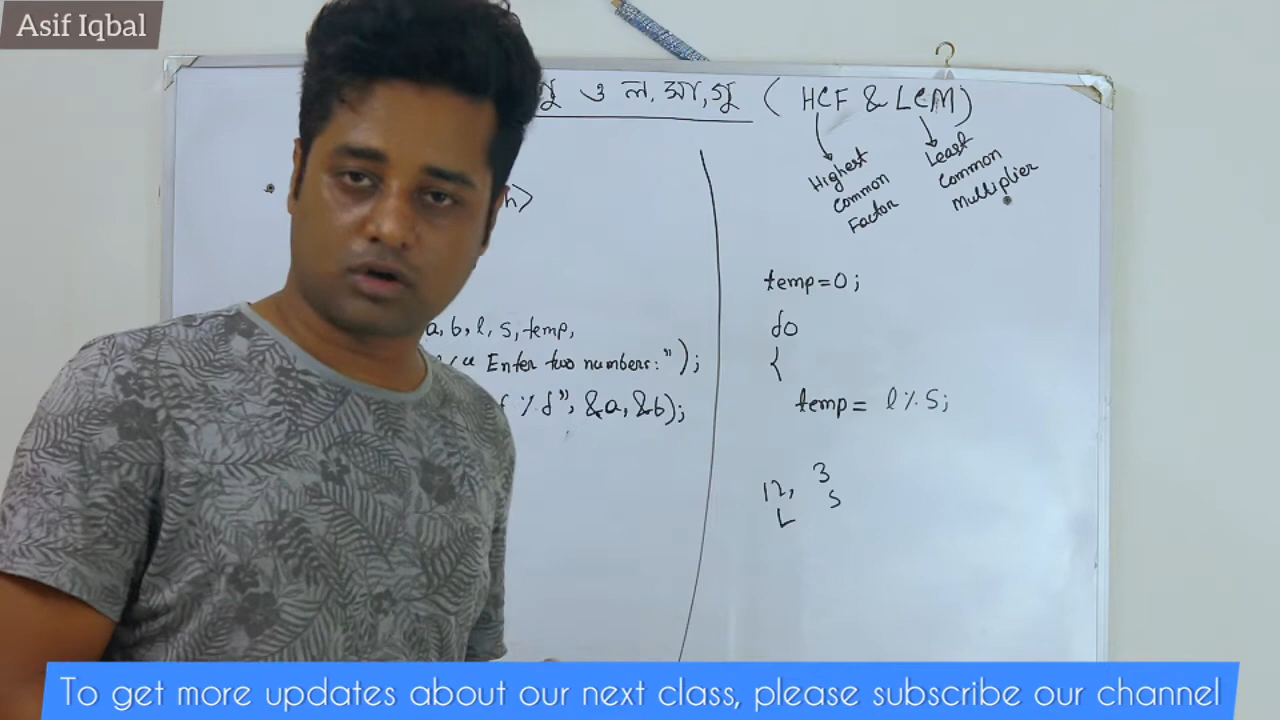 Asif Iqbal
গু ও ল.সা.গু ( HCF & LCM )
Highest
Common
Factor
Least
Common
Multiplier
h>
a, b, l, s, temp,
" Enter two numbers:");
% d", &a, &b);
temp=0;
do
{
temp= l % s;
12, 3
L S
To get more updates about our next class, please subscribe our channel